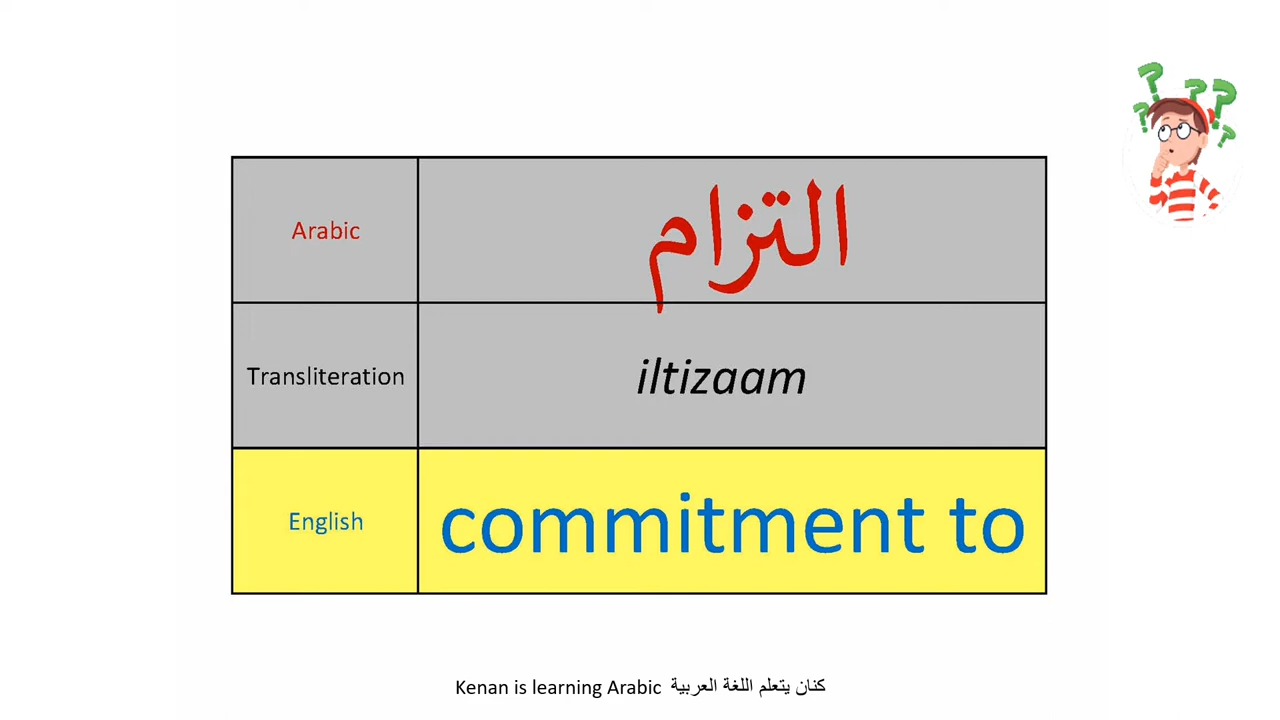 Arabic التزام
Transliteration iltizaam
English commitment to
Kenan is learning Arabic كنان يتعلم اللغة العربية